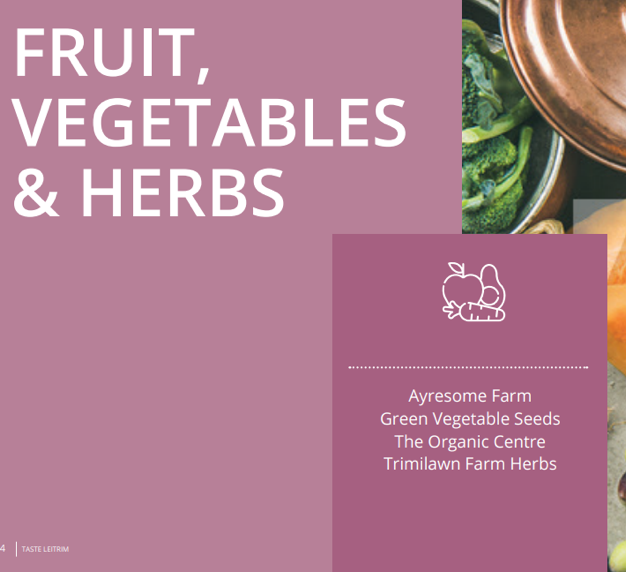 FRUIT,
VEGETABLES
& HERBS
Ayresome Farm
Green Vegetable Seeds
The Organic Centre
Trimilawn Farm Herbs
4 TASTE LEITRIM